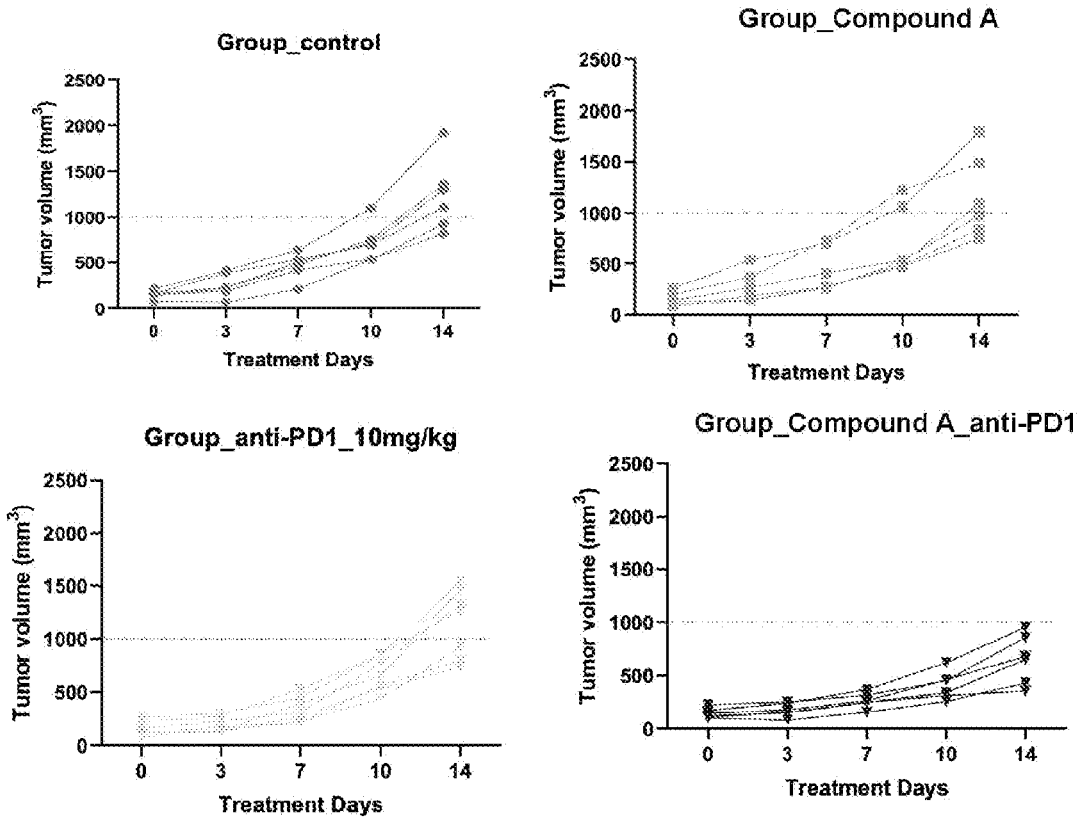 Group_control
Tumor volume (mm³)
2500
2000
1500
1000
500
0
0 3 7 10 14
Treatment Days
Group_Compound A
Tumor volume (mm³)
2500
2000
1500
1000
500
0
0 3 7 10 14
Treatment Days
Group_anti-PD1_10mg/kg
Tumor volume (mm³)
2500
2000
1500
1000
500
0
0 3 7 10 14
Treatment Days
Group_Compound A_anti-PD1
Tumor volume (mm³)
2500
2000
1500
1000
500
0
0 3 7 10 14
Treatment Days